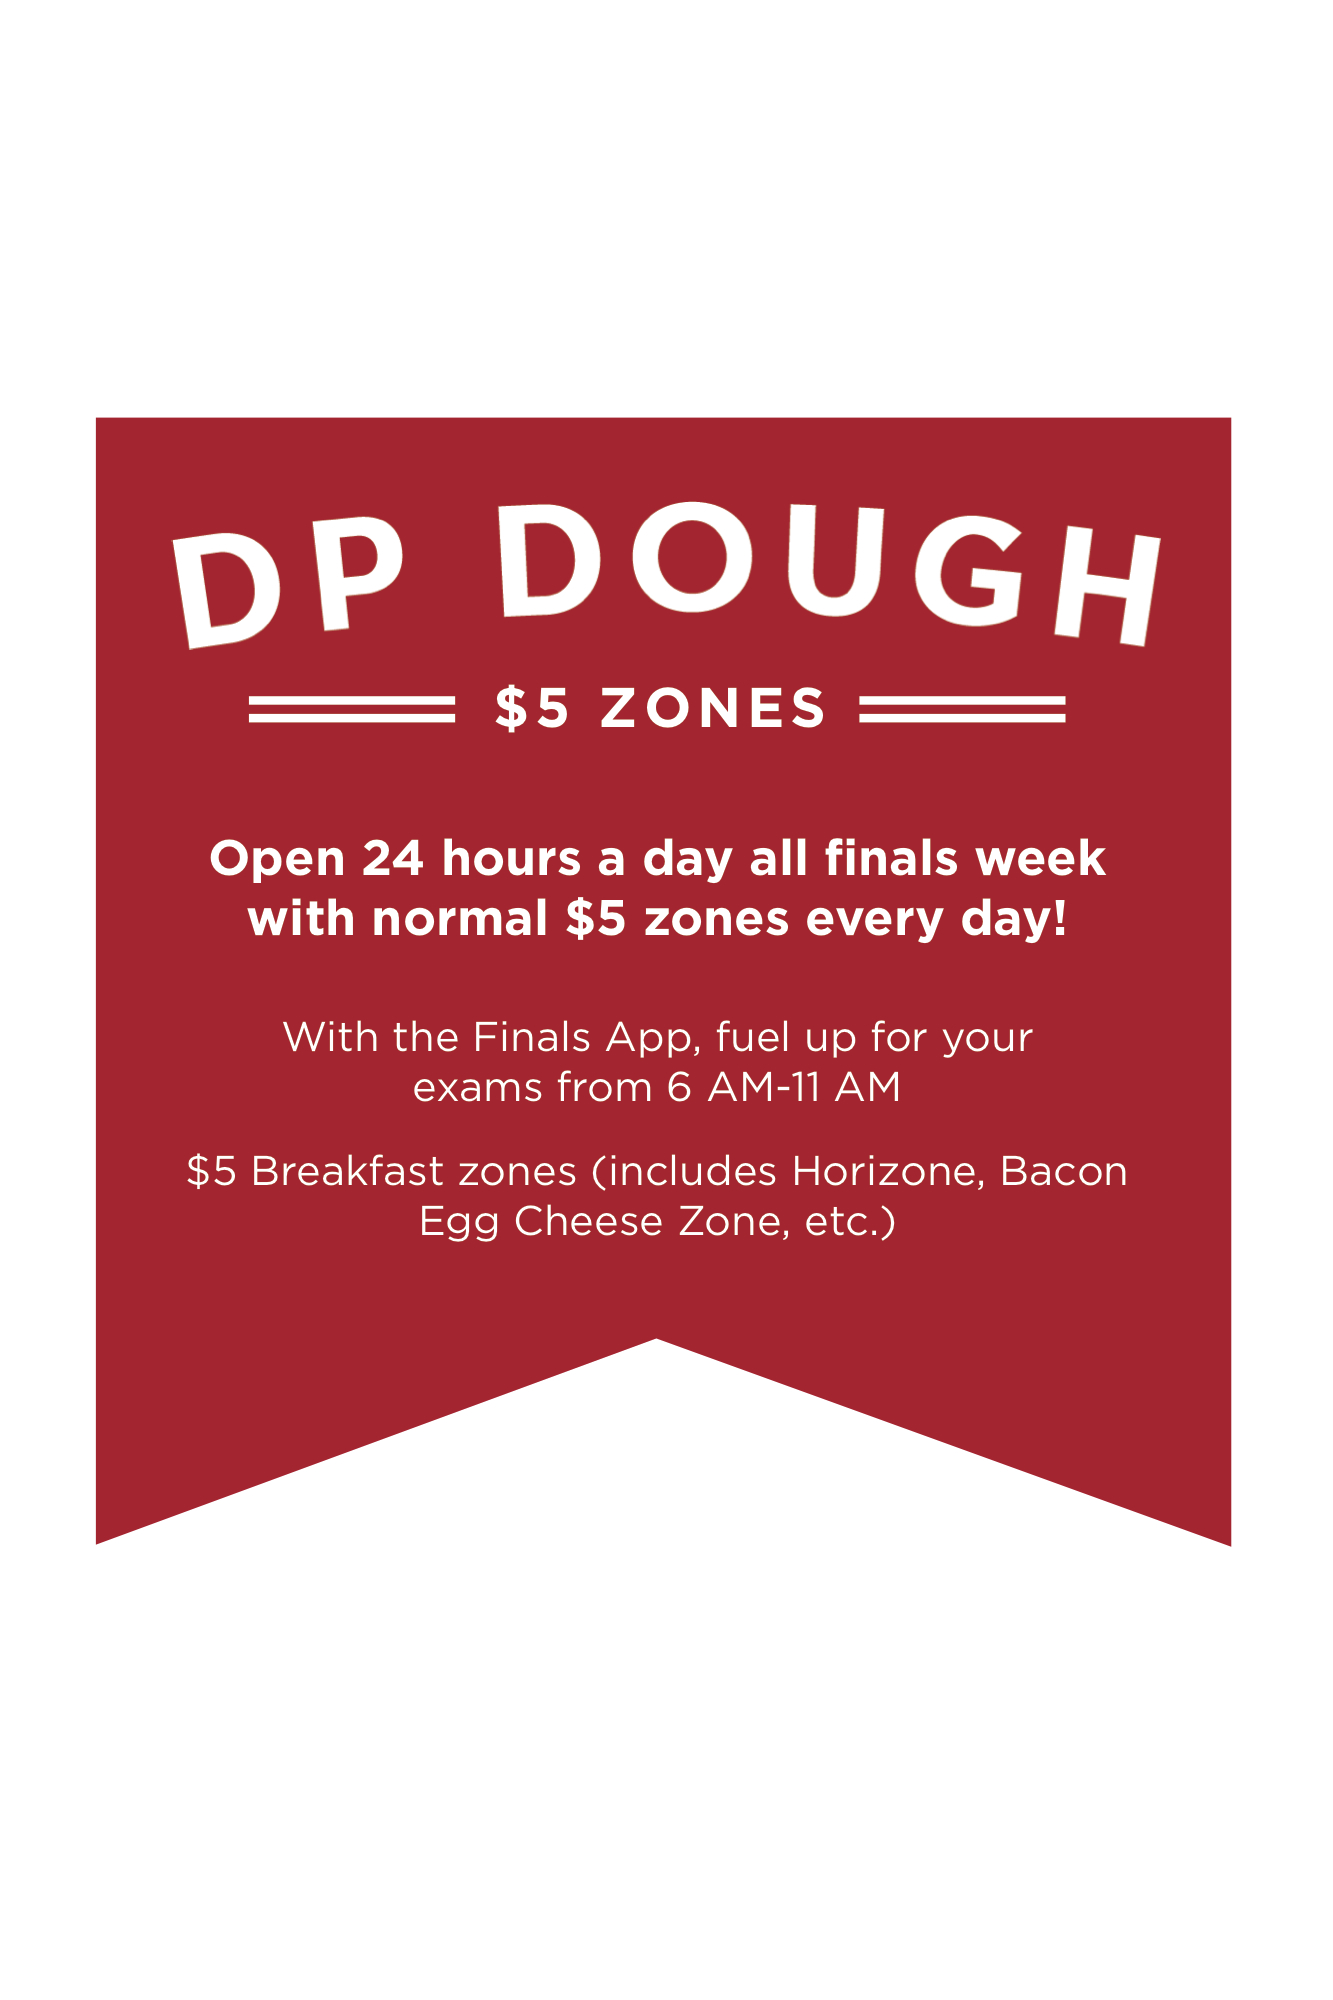 DP DOUGH
$5 ZONES
Open 24 hours a day all finals week
with normal $5 zones every day!
With the Finals App, fuel up for your
exams from 6 AM-11 AM
$5 Breakfast zones (includes Horizone, Bacon
Egg Cheese Zone, etc.)